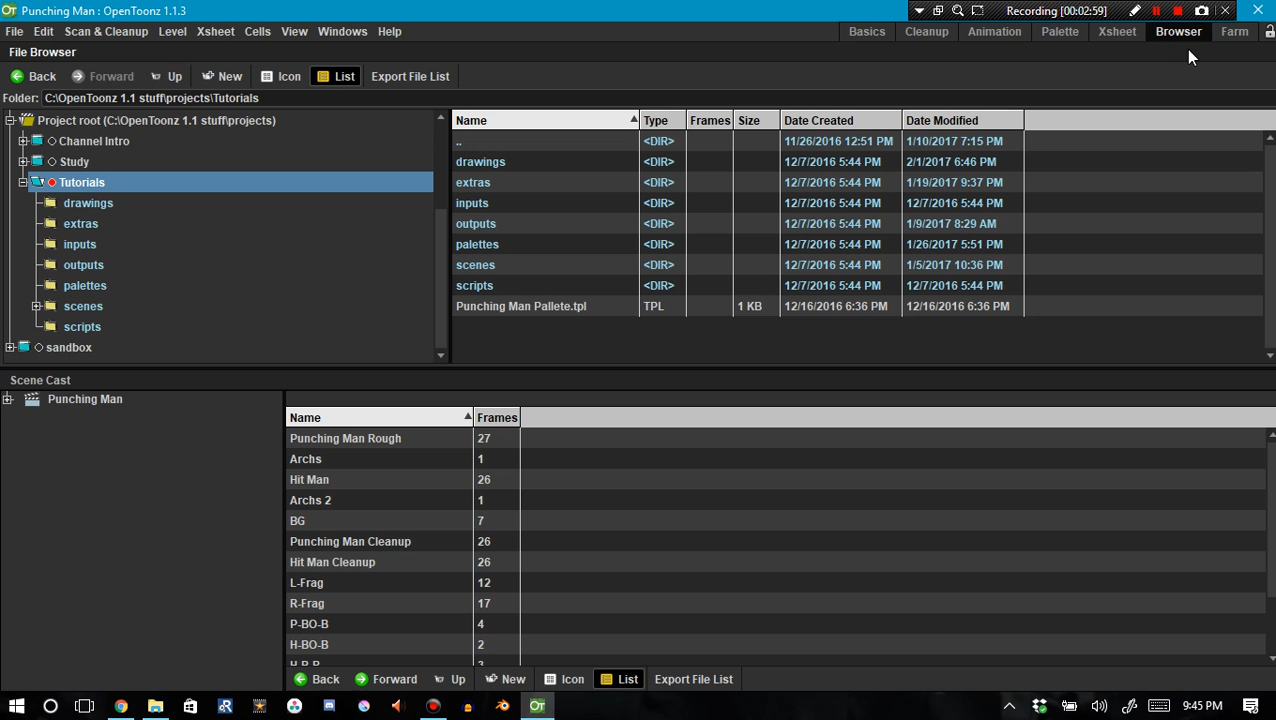 Punching Man : OpenToonz 1.1.3
Recording [00:02:59]
File Edit Scan & Cleanup Level Xsheet Cells View Windows Help
Basics Cleanup Animation Palette Xsheet Browser Farm
File Browser
Back Forward Up New Icon List Export File List
Folder: C:\OpenToonz 1.1 stuff\projects\Tutorials
Project root (C:\OpenToonz 1.1 stuff\projects)
Channel Intro
Study
Tutorials
drawings
extras
inputs
outputs
palettes
scenes
scripts
sandbox
Name Type Frames Size Date Created Date Modified
.. <DIR> 11/26/2016 12:51 PM 1/10/2017 7:15 PM
drawings <DIR> 12/7/2016 5:44 PM 2/1/2017 6:46 PM
extras <DIR> 12/7/2016 5:44 PM 1/19/2017 9:37 PM
inputs <DIR> 12/7/2016 5:44 PM 12/7/2016 5:44 PM
outputs <DIR> 12/7/2016 5:44 PM 1/9/2017 8:29 AM
palettes <DIR> 12/7/2016 5:44 PM 1/26/2017 5:51 PM
scenes <DIR> 12/7/2016 5:44 PM 1/5/2017 10:36 PM
scripts <DIR> 12/7/2016 5:44 PM 12/7/2016 5:44 PM
Punching Man Pallete.tpl TPL 1 KB 12/16/2016 6:36 PM 12/16/2016 6:36 PM
Scene Cast
Punching Man
Name Frames
Punching Man Rough 27
Archs 1
Hit Man 26
Archs 2 1
BG 7
Punching Man Cleanup 26
Hit Man Cleanup 26
L-Frag 12
R-Frag 17
P-BO-B 4
H-BO-B 2
Back Forward Up New Icon List Export File List
9:45 PM